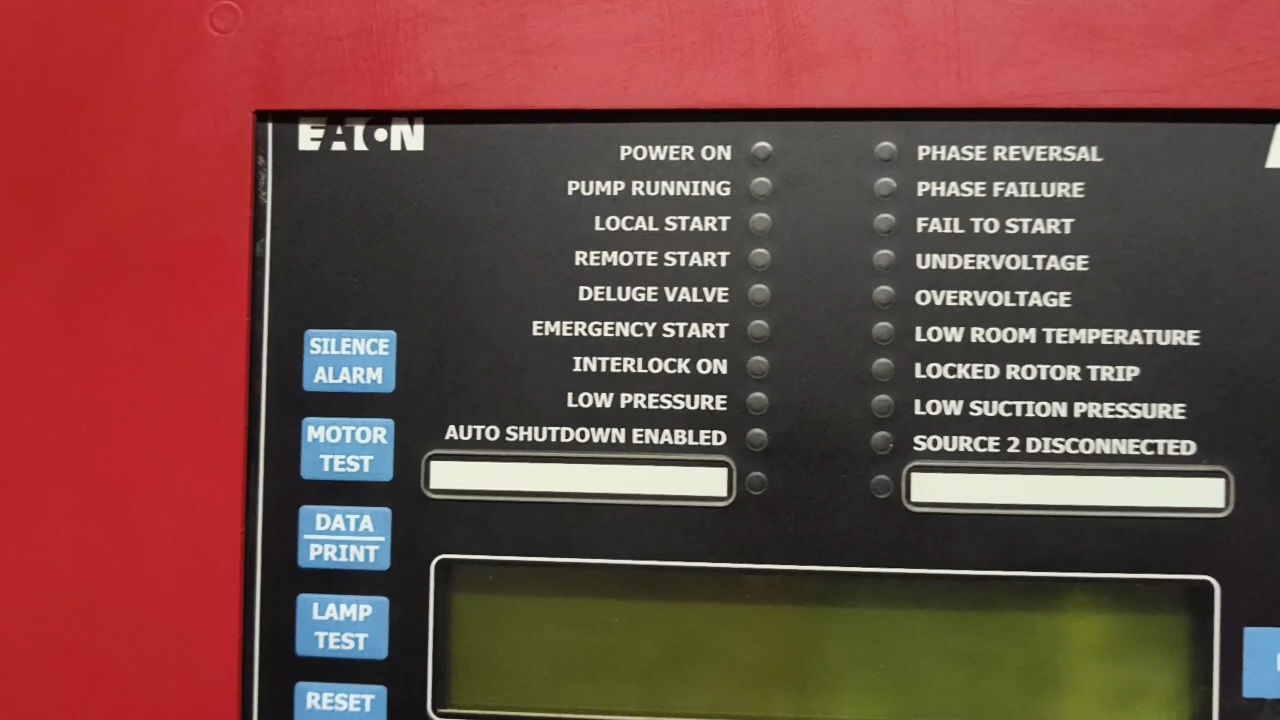 EATON
POWER ON
PUMP RUNNING
LOCAL START
REMOTE START
DELUGE VALVE
EMERGENCY START
INTERLOCK ON
LOW PRESSURE
AUTO SHUTDOWN ENABLED
PHASE REVERSAL
PHASE FAILURE
FAIL TO START
UNDERVOLTAGE
OVERVOLTAGE
LOW ROOM TEMPERATURE
LOCKED ROTOR TRIP
LOW SUCTION PRESSURE
SOURCE 2 DISCONNECTED
SILENCE
ALARM
MOTOR
TEST
DATA
PRINT
LAMP
TEST
RESET